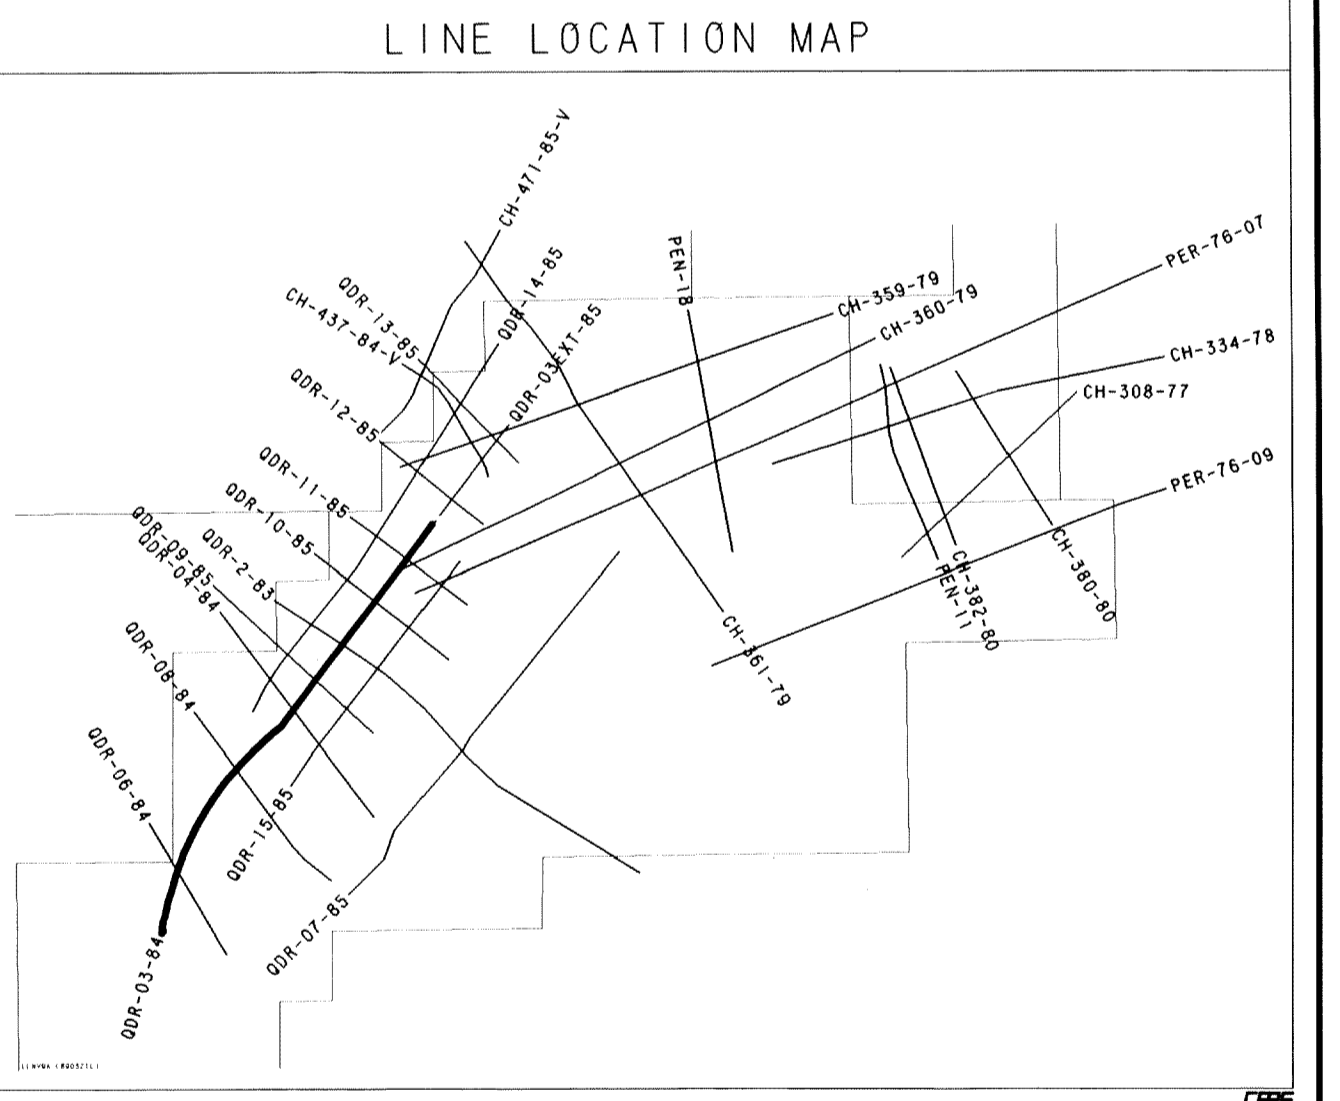 LINE LOCATION MAP
CH-471-85-V
QDR-14-85
QDR-03EXT-85
QDR-13-85
CH-437-84-V
QDR-12-85
QDR-11-85
QDR-10-85
QDR-2-83
QDR-09-85
QDR-04-84
QDR-08-84
QDR-06-84
QDR-03-84
QDR-15-85
QDR-07-85
PEN-18
CH-359-79
CH-360-79
PER-76-07
CH-334-78
CH-308-77
PER-76-09
CH-380-80
CH-382-80
PEN-11
CH-361-79